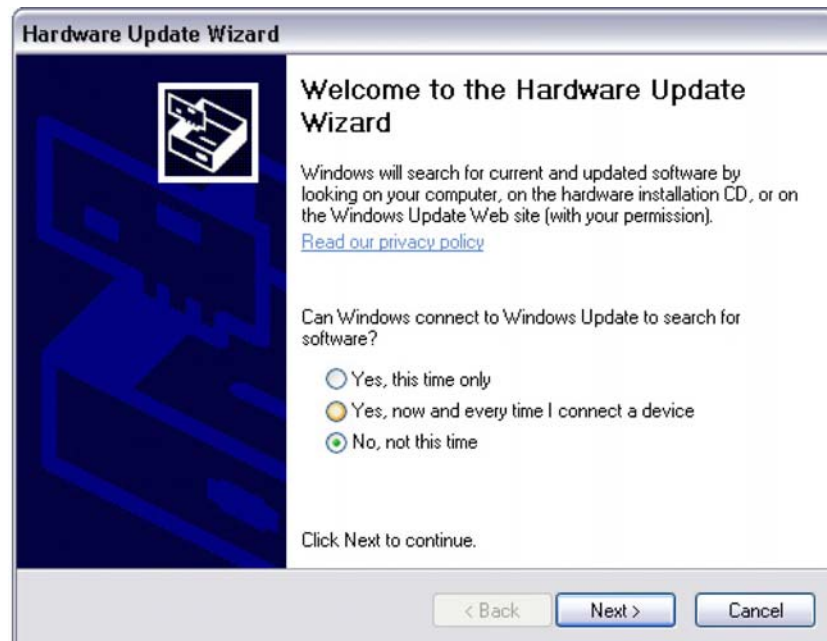 Hardware Update Wizard
Welcome to the Hardware Update
Wizard
Windows will search for current and updated software by
looking on your computer, on the hardware installation CD, or on
the Windows Update Web site (with your permission).
Read our privacy policy
Can Windows connect to Windows Update to search for
software?
Yes, this time only
Yes, now and every time I connect a device
No, not this time
Click Next to continue.
< Back
Next >
Cancel